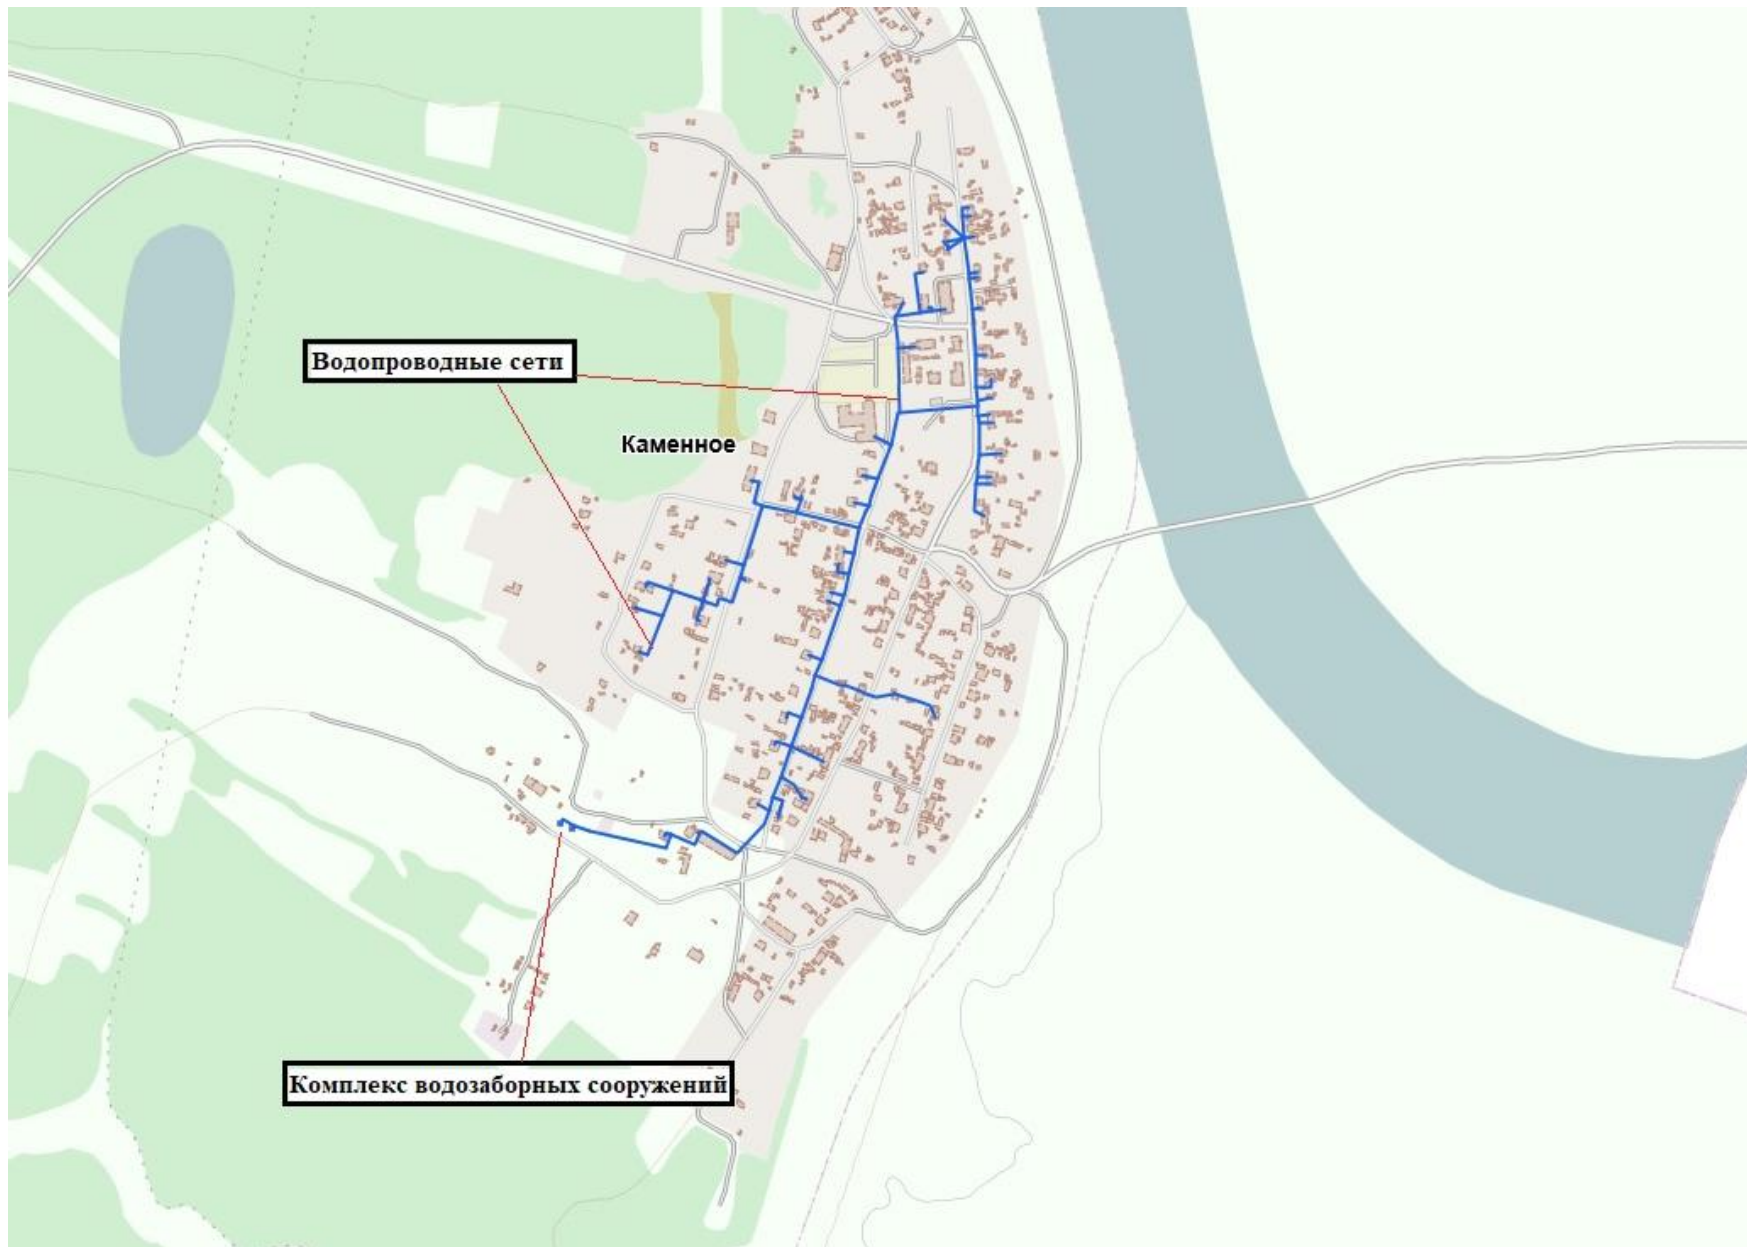 Водопроводные сети
Каменное
Комплекс водозаборных сооружений